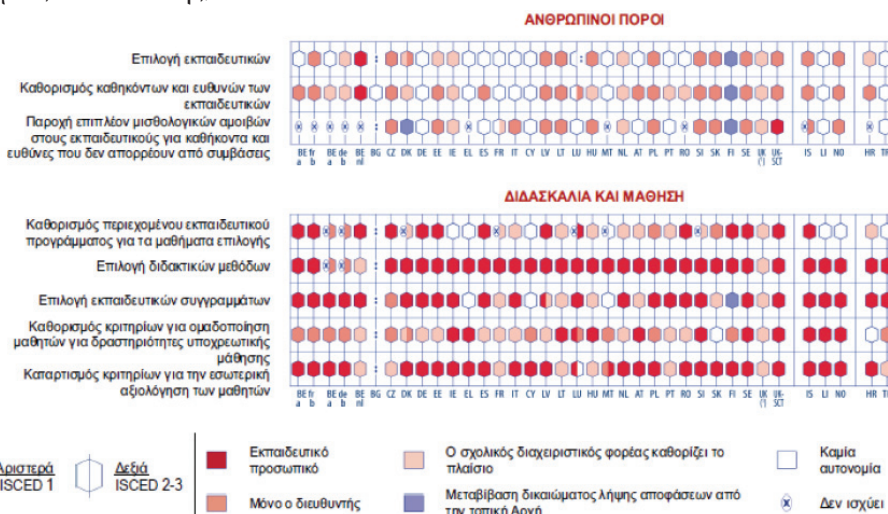 ΑΝΘΡΩΠΙΝΟΙ ΠΟΡΟΙ
Επιλογή εκπαιδευτικών
Καθορισμός καθηκόντων και ευθυνών των
εκπαιδευτικών
Παροχή επιπλέον μισθολογικών αμοιβών
στους εκπαιδευτικούς για καθήκοντα και
ευθύνες που δεν απορρέουν από συμβάσεις
BE fr BE de BE BG CZ DK DE EE IE EL ES FR IT CY LV LT LU HU MT NL AT PL PT RO SI SK FI SE UK UK- IS LI NO HR
a b a b nl (¹) SCT
ΔΙΔΑΣΚΑΛΙΑ ΚΑΙ ΜΑΘΗΣΗ
Καθορισμός περιεχομένου εκπαιδευτικού
προγράμματος για τα μαθήματα επιλογής
Επιλογή διδακτικών μεθόδων
Επιλογή εκπαιδευτικών συγγραμμάτων
Καθορισμός κριτηρίων για ομαδοποίηση
μαθητών για δραστηριότητες υποχρεωτικής
μάθησης
Καταρτισμός κριτηρίων για την εσωτερική
αξιολόγηση των μαθητών
BE fr BE de BE BG CZ DK DE EE IE EL ES FR IT CY LV LT LU HU MT NL AT PL PT RO SI SK FI SE UK UK- IS LI NO HR
a b a b nl (¹) SCT
Δεξιά
ISCED 1
ISCED 2-3
Εκπαιδευτικό
προσωπικό
Ο σχολικός διαχειριστικός φορέας καθορίζει το
πλαίσιο
Καμία
αυτονομία
Μόνο ο διευθυντής
Μεταβίβαση δικαιώματος λήψης αποφάσεων από
την τοπική Αρχή
Δεν ισχύει